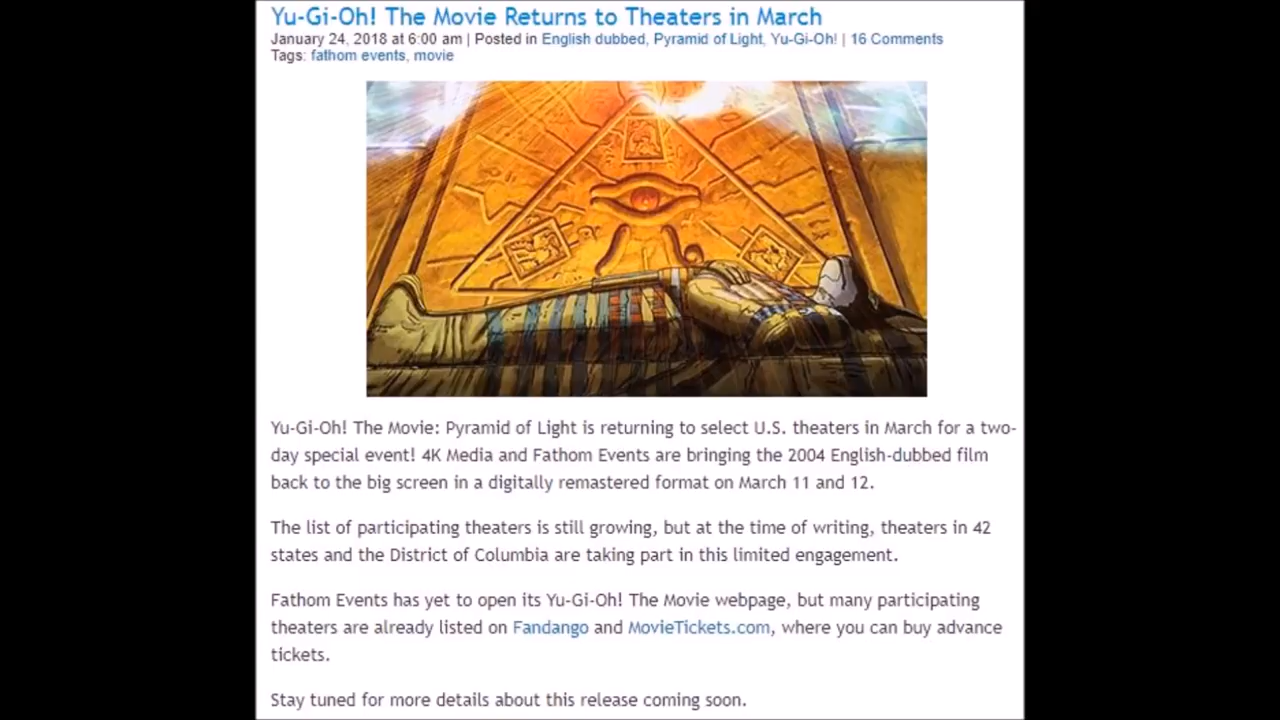 Yu-Gi-Oh! The Movie Returns to Theaters in March
January 24, 2018 at 6:00 am | Posted in English dubbed, Pyramid of Light, Yu-Gi-Oh! | 16 Comments
Tags: fathom events, movie
Yu-Gi-Oh! The Movie: Pyramid of Light is returning to select U.S. theaters in March for a two-
day special event! 4K Media and Fathom Events are bringing the 2004 English-dubbed film
back to the big screen in a digitally remastered format on March 11 and 12.
The list of participating theaters is still growing, but at the time of writing, theaters in 42
states and the District of Columbia are taking part in this limited engagement.
Fathom Events has yet to open its Yu-Gi-Oh! The Movie webpage, but many participating
theaters are already listed on Fandango and MovieTickets.com, where you can buy advance
tickets.
Stay tuned for more details about this release coming soon.